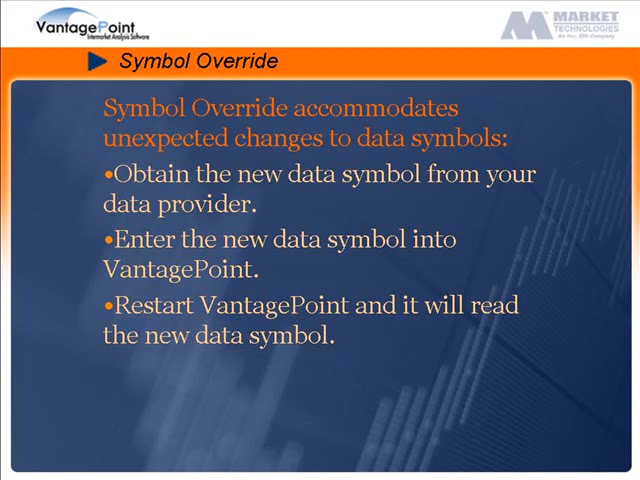 VantagePoint
Intermarket Analysis Software
MARKET
TECHNOLOGIES
An Inc. 500 Company
Symbol Override
Symbol Override accommodates
unexpected changes to data symbols:
•Obtain the new data symbol from your
data provider.
•Enter the new data symbol into
VantagePoint.
•Restart VantagePoint and it will read
the new data symbol.